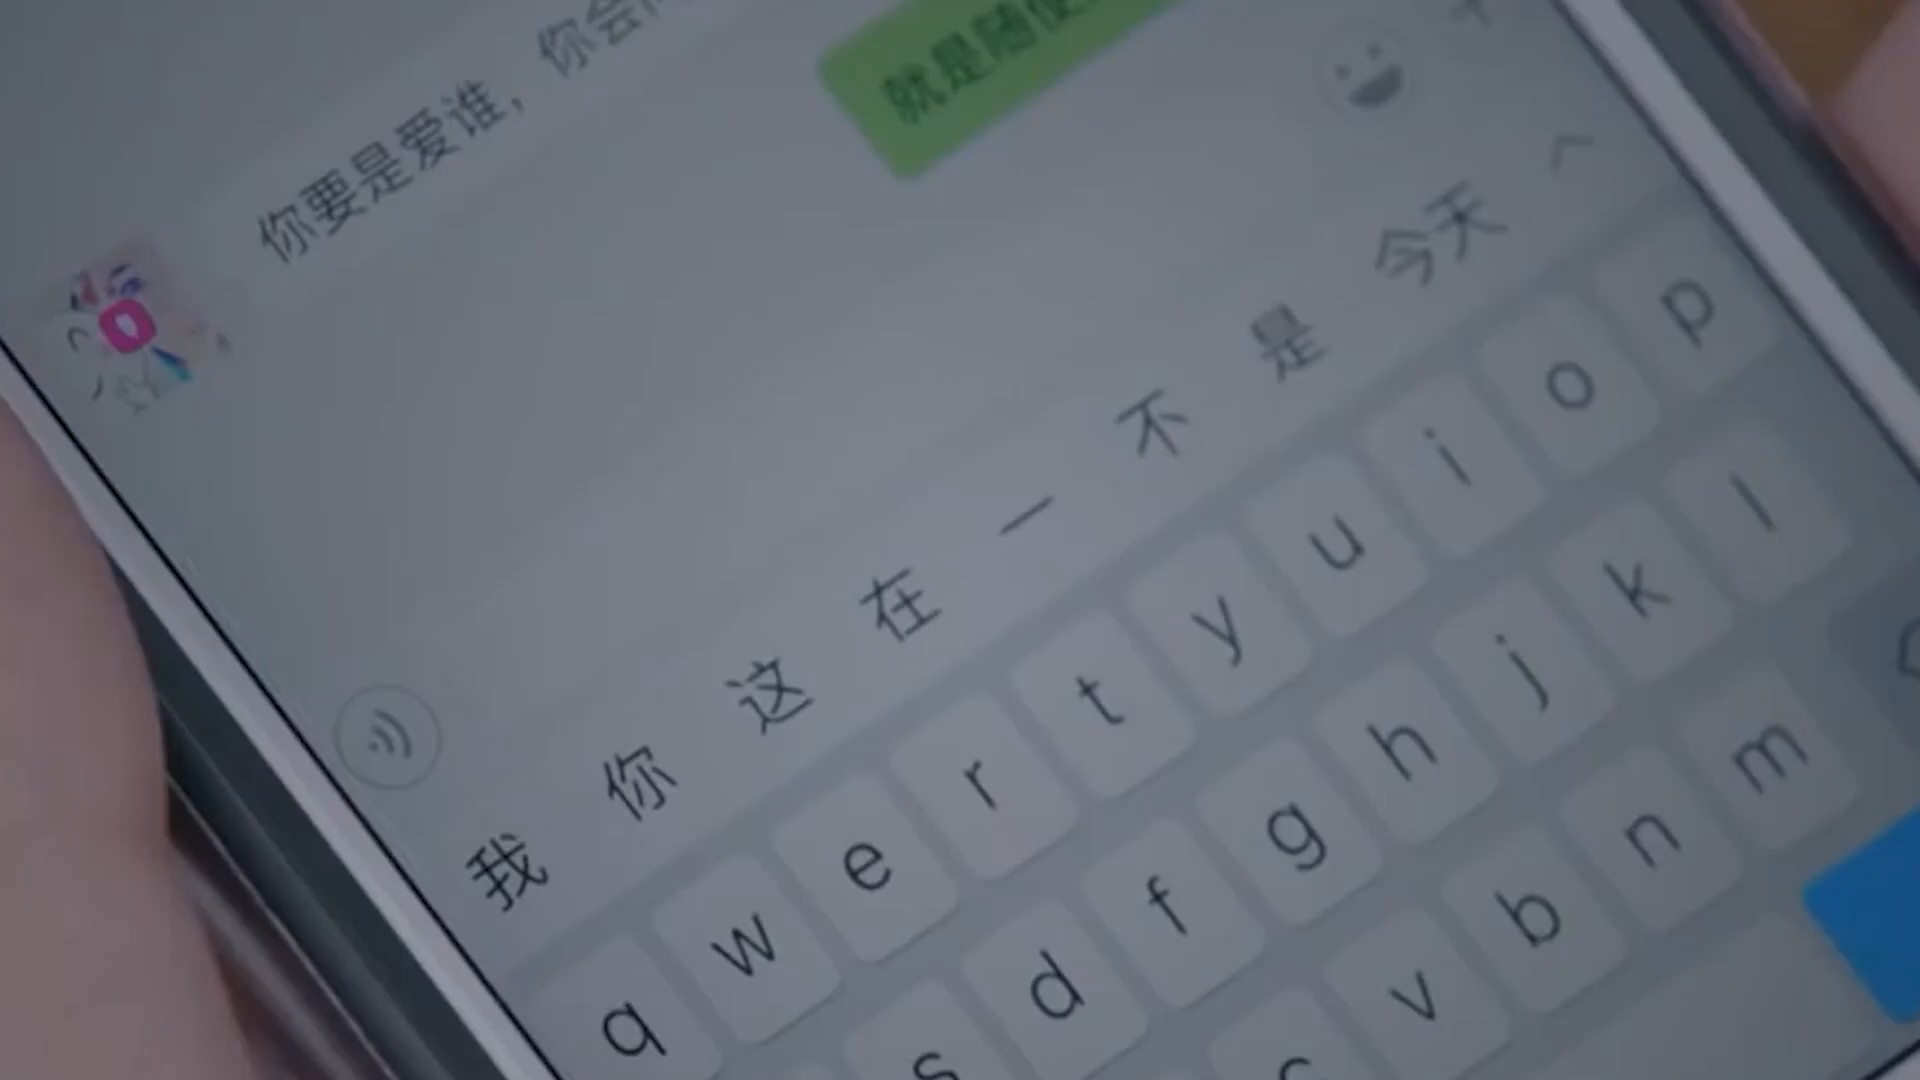 你要是爱谁，你会
就是随便
我 你 这 在 一 不 是 今天
q w e r t y u i o p
s d f g h j k l
c v b n m